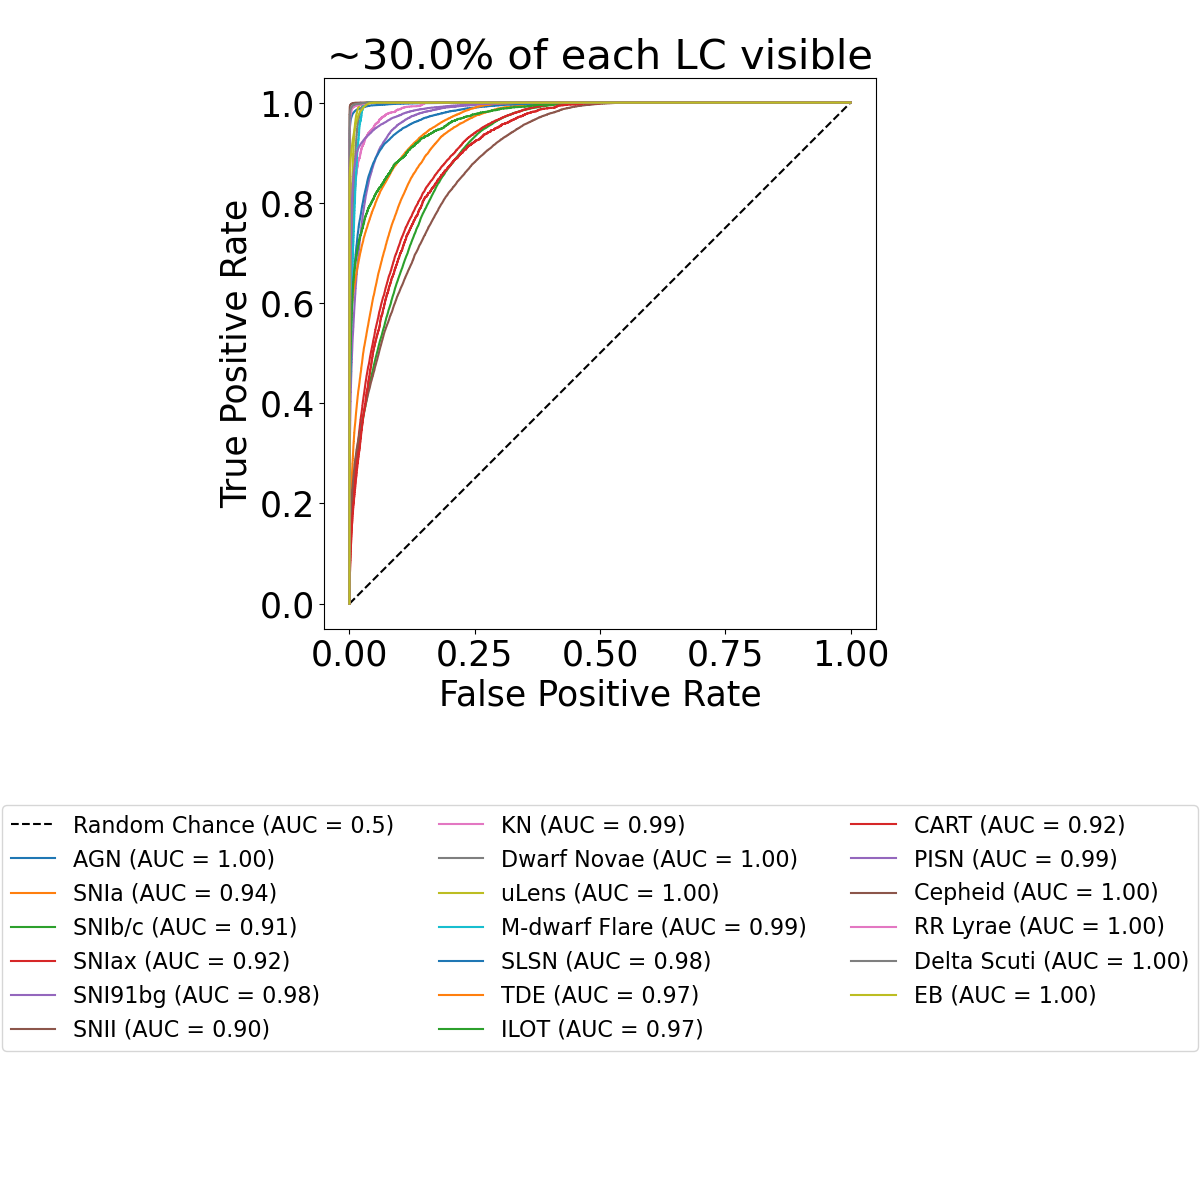 ~30.0% of each LC visible
1.0
0.8
0.6
0.4
0.2
0.0
True Positive Rate
0.00 0.25 0.50 0.75 1.00
False Positive Rate
Random Chance (AUC = 0.5)
AGN (AUC = 1.00)
SNIa (AUC = 0.94)
SNIb/c (AUC = 0.91)
SNIax (AUC = 0.92)
SNI91bg (AUC = 0.98)
SNII (AUC = 0.90)
KN (AUC = 0.99)
Dwarf Novae (AUC = 1.00)
uLens (AUC = 1.00)
M-dwarf Flare (AUC = 0.99)
SLSN (AUC = 0.98)
TDE (AUC = 0.97)
ILOT (AUC = 0.97)
CART (AUC = 0.92)
PISN (AUC = 0.99)
Cepheid (AUC = 1.00)
RR Lyrae (AUC = 1.00)
Delta Scuti (AUC = 1.00)
EB (AUC = 1.00)